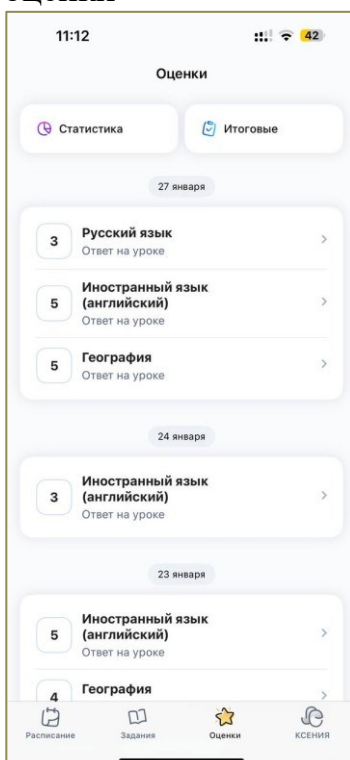 11:12
42
Оценки
Статистика
Итоговые
27 января
3
Русский язык
Ответ на уроке
5
Иностранный язык
(английский)
Ответ на уроке
5
География
Ответ на уроке
24 января
3
Иностранный язык
(английский)
Ответ на уроке
23 января
5
Иностранный язык
(английский)
Ответ на уроке
4
География
Расписание
Задания
Оценки
КСЕНИЯ